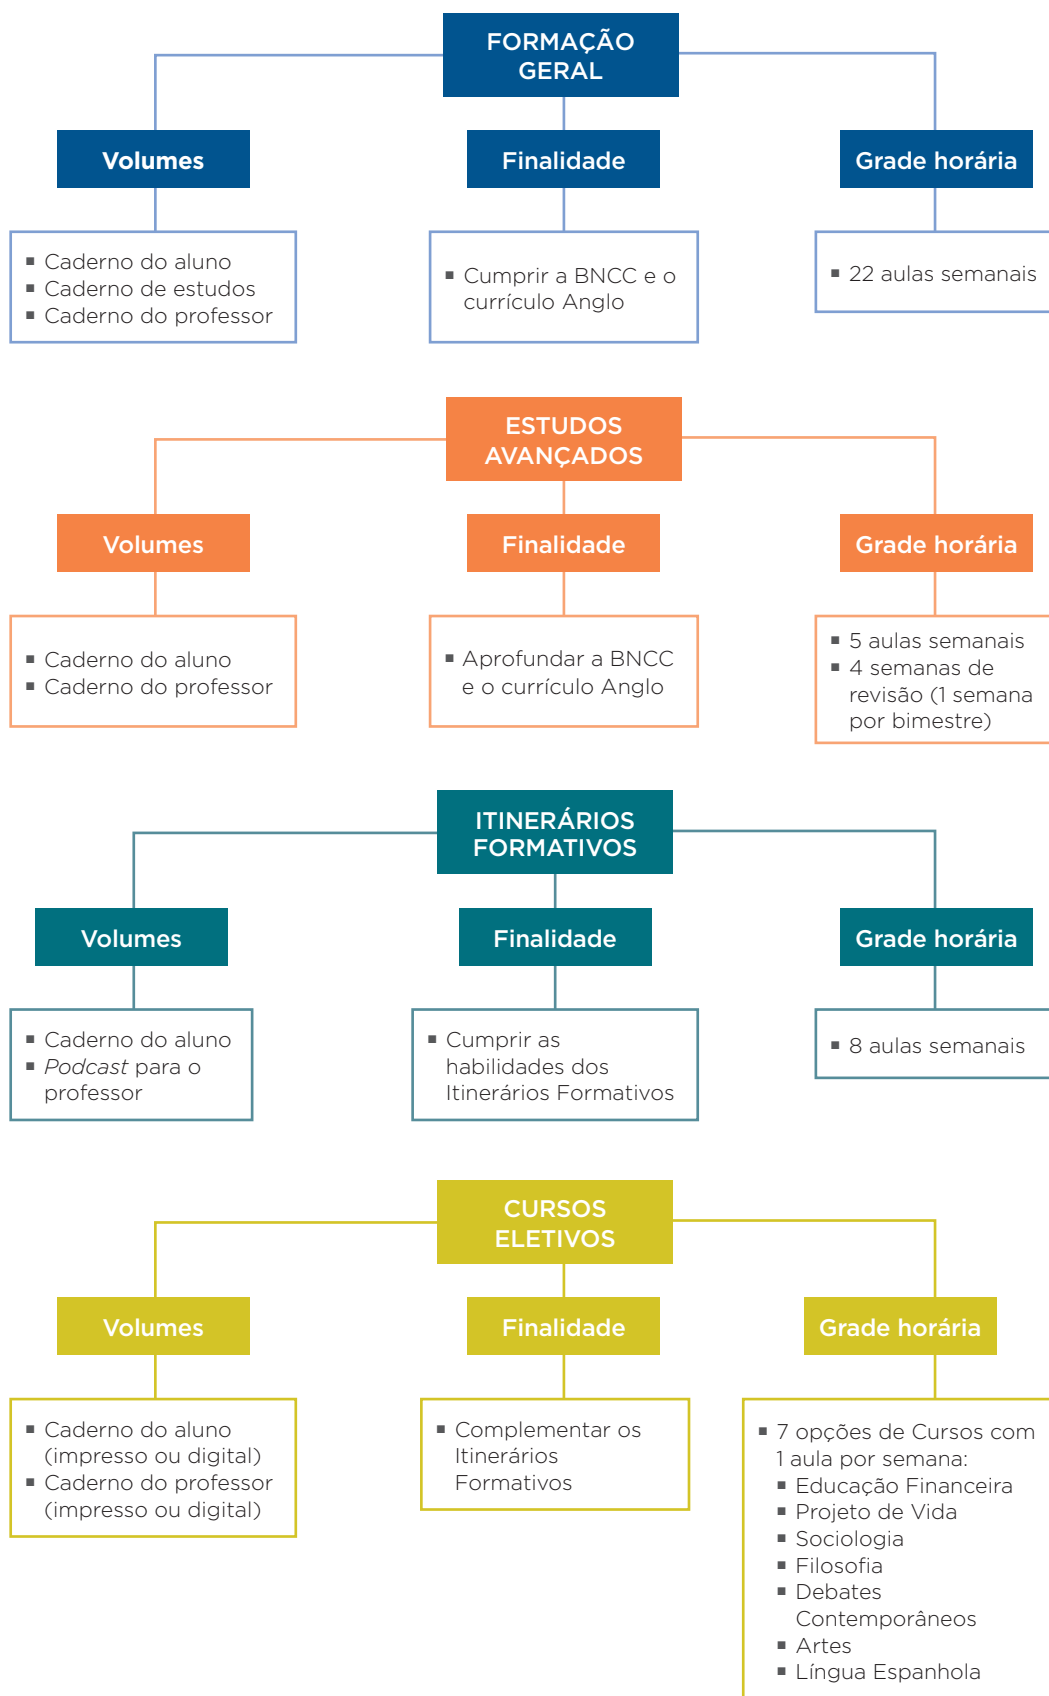 FORMAÇÃO
GERAL
Volumes
Finalidade
Grade horária
▪ Caderno do aluno
▪ Caderno de estudos
▪ Caderno do professor
▪ Cumprir a BNCC e o
currículo Anglo
▪ 22 aulas semanais
ESTUDOS
AVANÇADOS
Volumes
Finalidade
Grade horária
▪ Caderno do aluno
▪ Caderno do professor
▪ Aprofundar a BNCC
e o currículo Anglo
▪ 5 aulas semanais
▪ 4 semanas de
revisão (1 semana
por bimestre)
ITINERÁRIOS
FORMATIVOS
Volumes
Finalidade
Grade horária
▪ Caderno do aluno
▪ Podcast para o
professor
▪ Cumprir as
habilidades dos
Itinerários Formativos
▪ 8 aulas semanais
CURSOS
ELETIVOS
Volumes
Finalidade
Grade horária
▪ Caderno do aluno
(impresso ou digital)
▪ Caderno do professor
(impresso ou digital)
▪ Complementar os
Itinerários
Formativos
▪ 7 opções de Cursos com
1 aula por semana:
▪ Educação Financeira
▪ Projeto de Vida
▪ Sociologia
▪ Filosofia
▪ Debates
Contemporâneos
▪ Artes
▪ Língua Espanhola